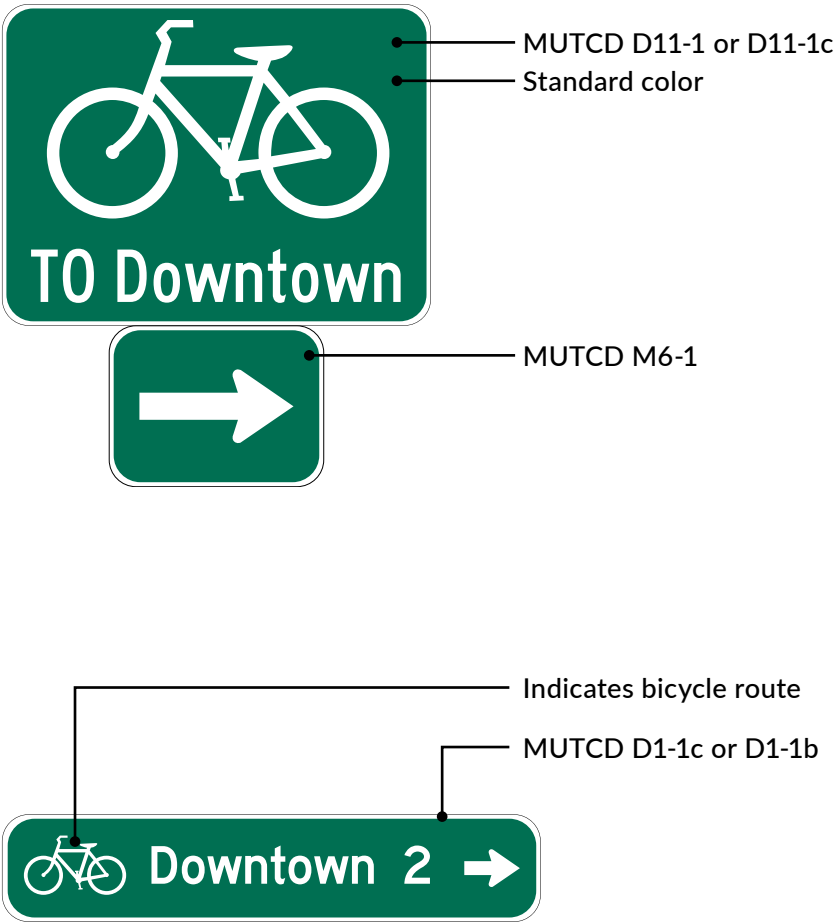 MUTCD D11-1 or D11-1c
Standard color
TO Downtown
MUTCD M6-1
Indicates bicycle route
MUTCD D1-1c or D1-1b
Downtown 2